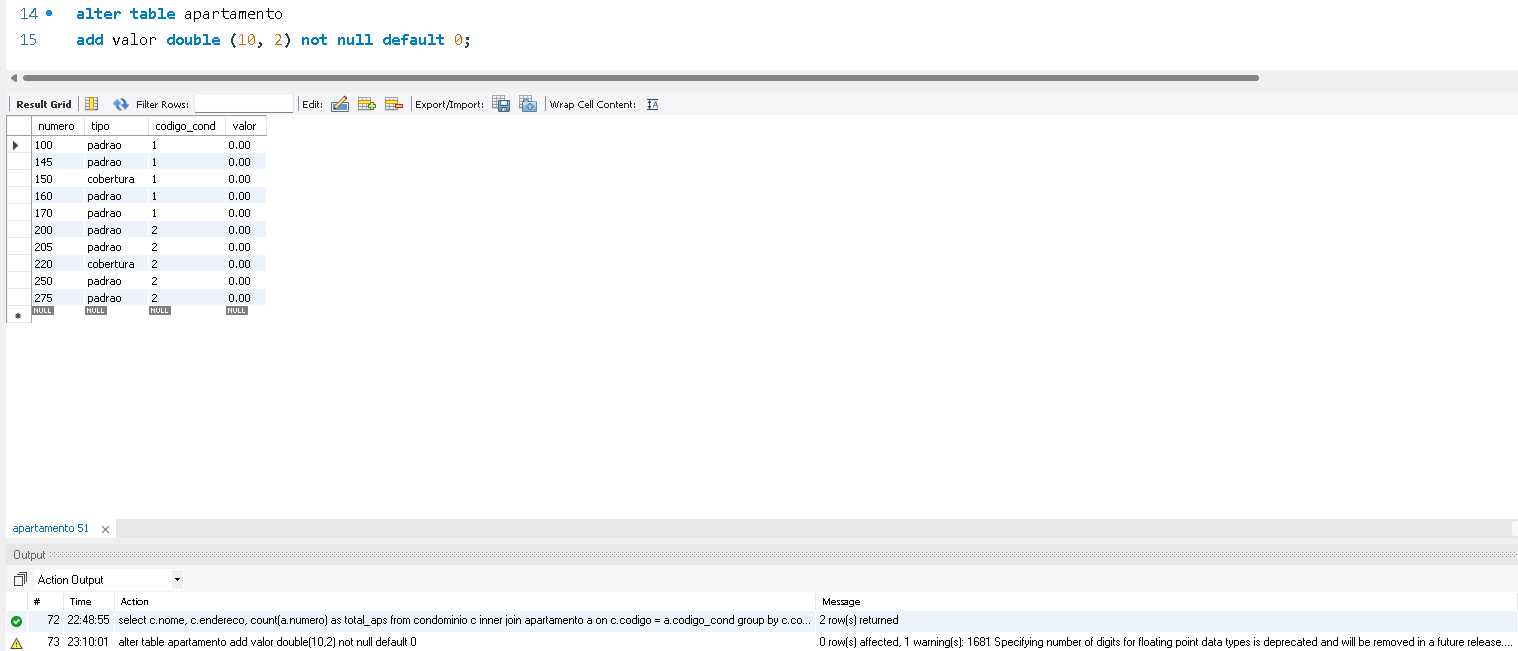 14 alter table apartamento
15 add valor double (10, 2) not null default 0;
Result Grid Filter Rows: Edit: Export/Import: Wrap Cell Content: IA
numero tipo codigo_cond valor
100 padrao 1 0.00
145 padrao 1 0.00
150 cobertura 1 0.00
160 padrao 1 0.00
170 padrao 1 0.00
200 padrao 2 0.00
205 padrao 2 0.00
220 cobertura 2 0.00
250 padrao 2 0.00
275 padrao 2 0.00
NULL NULL NULL NULL
apartamento 51
Output
Action Output
# Time Action Message
72 22:48:55 select c.nome, c.endereco, count(a.numero) as total_aps from condominio c inner join apartamento a on c.codigo = a.codigo_cond group by c.co... 2 row(s) returned
73 23:10:01 alter table apartamento add valor double(10,2) not null default 0 0 row(s) affected, 1 warning(s): 1681 Specifying number of digits for floating point data types is deprecated and will be removed in a future release....